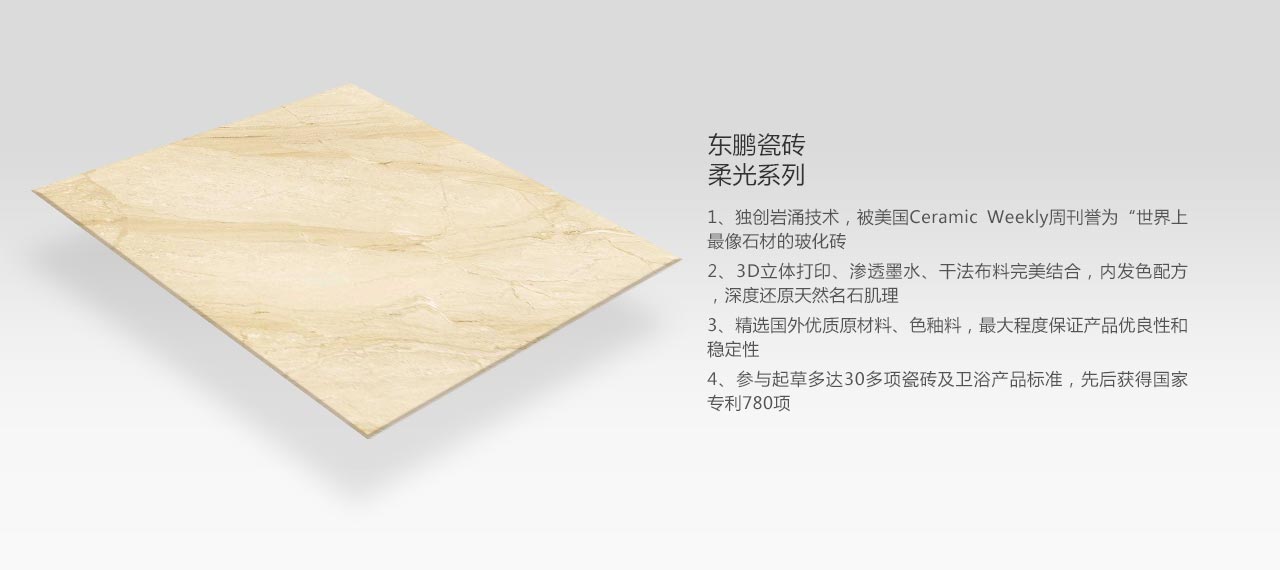 东鹏瓷砖
柔光系列
1、独创岩涌技术，被美国Ceramic Weekly周刊誉为“世界上
最像石材的玻化砖
2、3D立体打印、渗透墨水、干法布料完美结合，内发色配方
，深度还原天然名石肌理
3、精选国外优质原材料、色釉料，最大程度保证产品优良性和
稳定性
4、参与起草多达30多项瓷砖及卫浴产品标准，先后获得国家
专利780项